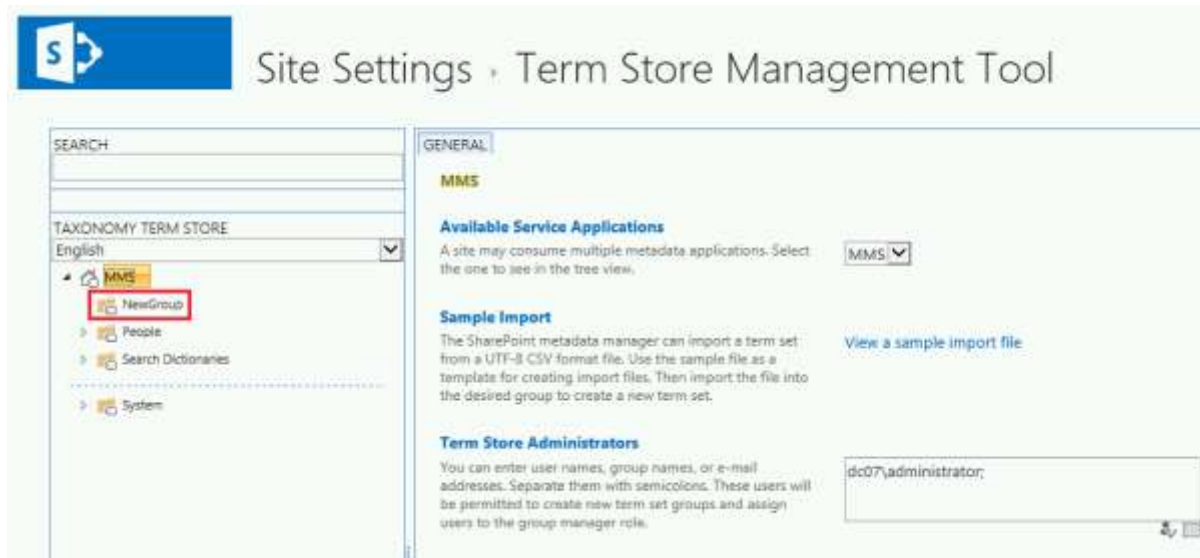 S
Site Settings › Term Store Management Tool
SEARCH
TAXONOMY TERM STORE
English
MMS
NewGroup
People
Search Dictionaries
System
GENERAL
MMS
Available Service Applications
A site may consume multiple metadata applications. Select
the one to see in the tree view.
MMS
Sample Import
The SharePoint metadata manager can import a term set
from a UTF-8 CSV format file. Use the sample file as a
template for creating import files. Then import the file into
the desired group to create a new term set.
View a sample import file
Term Store Administrators
You can enter user names, group names, or e-mail
addresses. Separate them with semicolons. These users will
be permitted to create new term set groups and assign
users to the group manager role.
dc07\administrator;